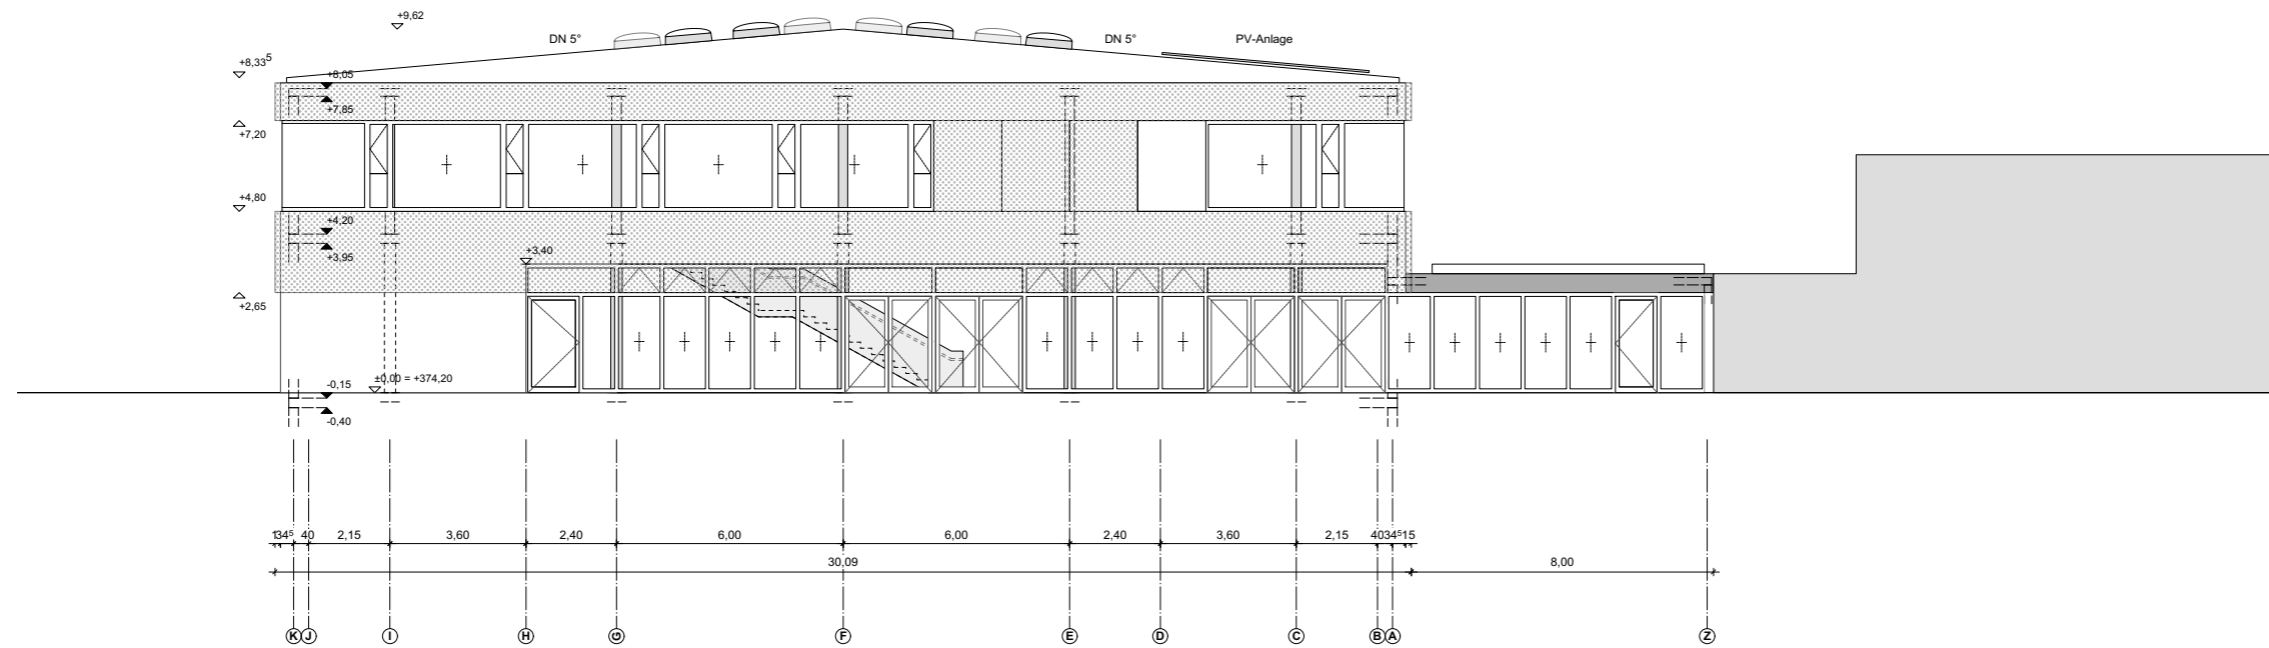 +9,62
DN 5°
DN 5°
PV-Anlage
+8,33⁵
+8,05
+7,85
+7,20
+4,80
+4,20
+3,95
+3,40
+2,65
±0,00 = +374,20
-0,15
-0,40
34⁵ 40 2,15 3,60 2,40 6,00 6,00 2,40 3,60 2,15 40 34⁵ 15
30,09 8,00
K J I H G F E D C B A Z